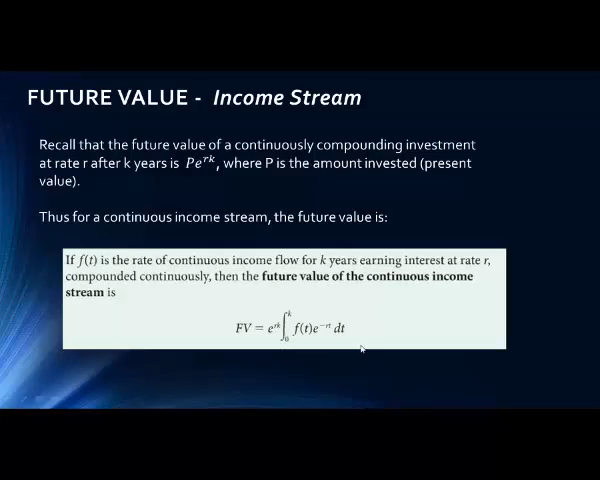 FUTURE VALUE - Income Stream
Recall that the future value of a continuously compounding investment
at rate r after k years is Pe^{rk}, where P is the amount invested (present
value).
Thus for a continuous income stream, the future value is:
If f(t) is the rate of continuous income flow for k years earning interest at rate r,
compounded continuously, then the future value of the continuous income
stream is
FV = e^{rk} ∫_0^k f(t)e^{-rt} dt